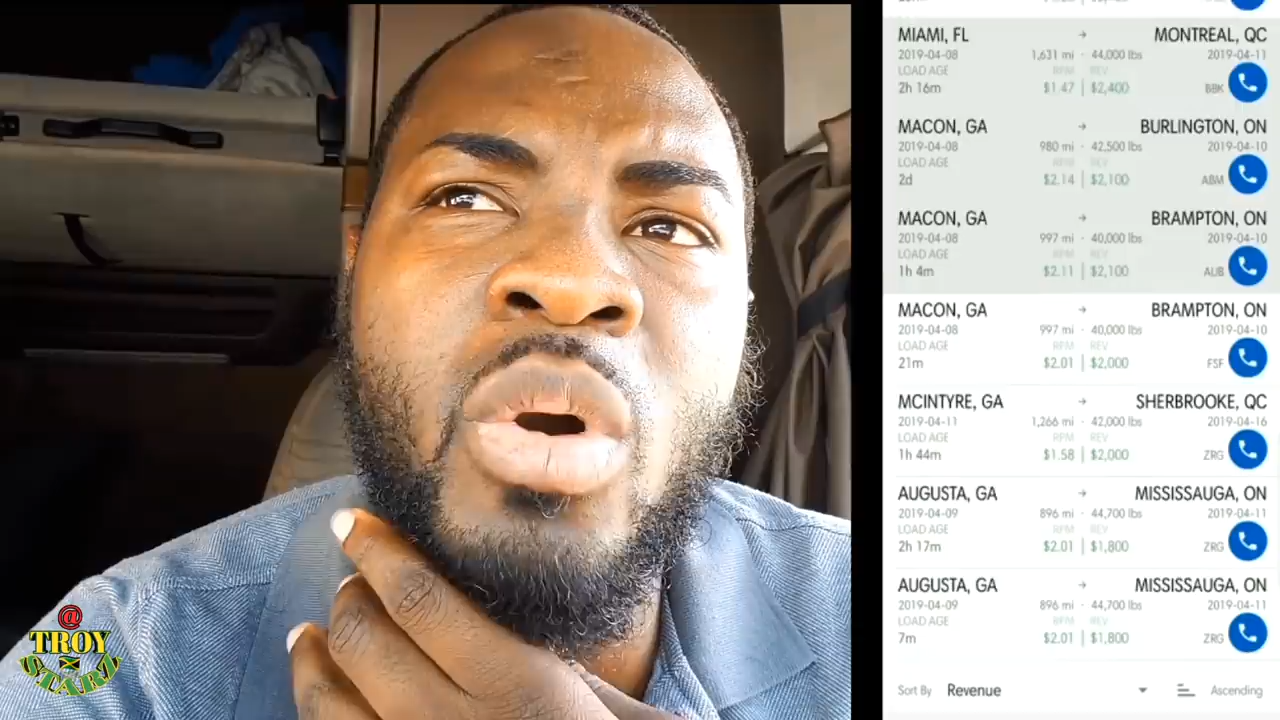 MIAMI, FL → MONTREAL, QC
2019-04-08 1,631 mi · 44,000 lbs 2019-04-11
LOAD AGE RPM REV
2h 16m $1.47 | $2,400 BBK
MACON, GA → BURLINGTON, ON
2019-04-08 980 mi · 42,500 lbs 2019-04-10
LOAD AGE RPM REV
2d $2.14 | $2,100 ABM
MACON, GA → BRAMPTON, ON
2019-04-08 997 mi · 40,000 lbs 2019-04-10
LOAD AGE RPM REV
1h 4m $2.11 | $2,100 AUB
MACON, GA → BRAMPTON, ON
2019-04-08 997 mi · 40,000 lbs 2019-04-10
LOAD AGE RPM REV
21m $2.01 | $2,000 FSF
MCINTYRE, GA → SHERBROOKE, QC
2019-04-11 1,266 mi · 42,000 lbs 2019-04-16
LOAD AGE RPM REV
1h 44m $1.58 | $2,000 ZRG
AUGUSTA, GA → MISSISSAUGA, ON
2019-04-09 896 mi · 44,700 lbs 2019-04-11
LOAD AGE RPM REV
2h 17m $2.01 | $1,800 ZRG
AUGUSTA, GA → MISSISSAUGA, ON
2019-04-09 896 mi · 44,700 lbs 2019-04-11
LOAD AGE RPM REV
7m $2.01 | $1,800 ZRG
Sort By Revenue Ascending
@
TROY
STARR